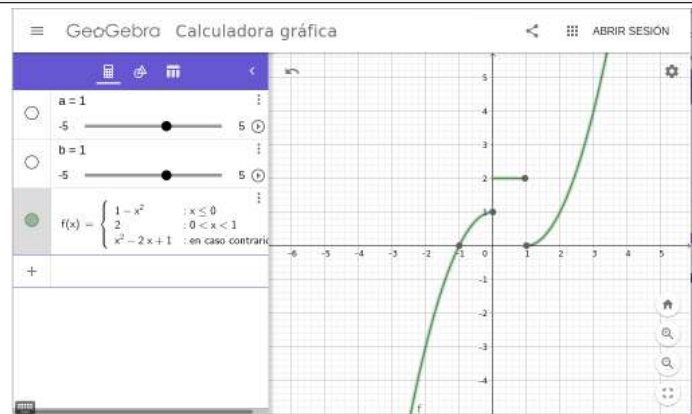 GeoGebra Calculadora gráfica
ABRIR SESIÓN
a = 1
-5 5
b = 1
-5 5
f(x) = { 1 − x² : x ≤ 0
2 : 0 < x < 1
x² − 2 x + 1 : en caso contrario
+
5
4
3
2
1
-6 -5 -4 -3 -2 -1 0 1 2 3 4 5
-1
-2
-3
-4
f